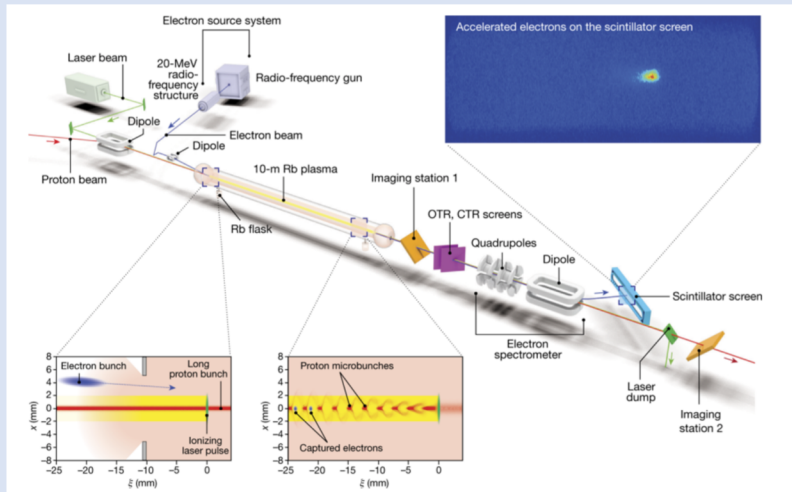 Electron source system
Accelerated electrons on the scintillator screen
Laser beam
20-MeV
radio-
frequency
structure
Radio-frequency gun
Dipole
Electron beam
Dipole
Proton beam
10-m Rb plasma
Imaging station 1
Rb flask
OTR, CTR screens
Quadrupoles
Dipole
Scintillator screen
Electron
spectrometer
Laser
dump
Imaging
station 2
8
6
4
2
0
−2
−4
−6
−8
x (mm)
Electron bunch
Long
proton bunch
Ionizing
laser pulse
−25
−20
−15
−10
−5
0
ξ (mm)
8
6
4
2
0
−2
−4
−6
−8
x (mm)
Proton microbunches
Captured electrons
−25
−20
−15
−10
−5
0
ξ (mm)